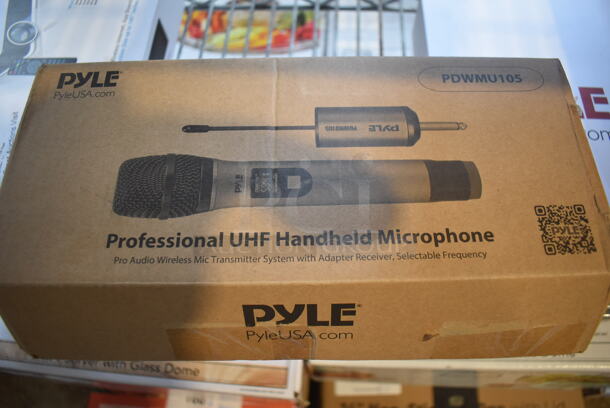 PYLE
PyleUSA.com
PDWMU105
PYLE
PDWMU105
PYLE
Professional UHF Handheld Microphone
Pro Audio Wireless Mic Transmitter System with Adapter Receiver, Selectable Frequency
PYLE
PYLE
PyleUSA.com
with Glass Dome